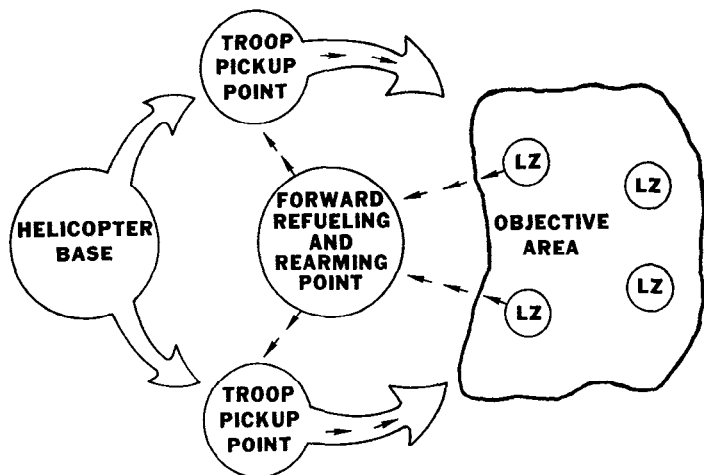 TROOP
PICKUP
POINT
HELICOPTER
BASE
FORWARD
REFUELING
AND
REARMING
POINT
LZ
LZ
OBJECTIVE
AREA
LZ
LZ
TROOP
PICKUP
POINT